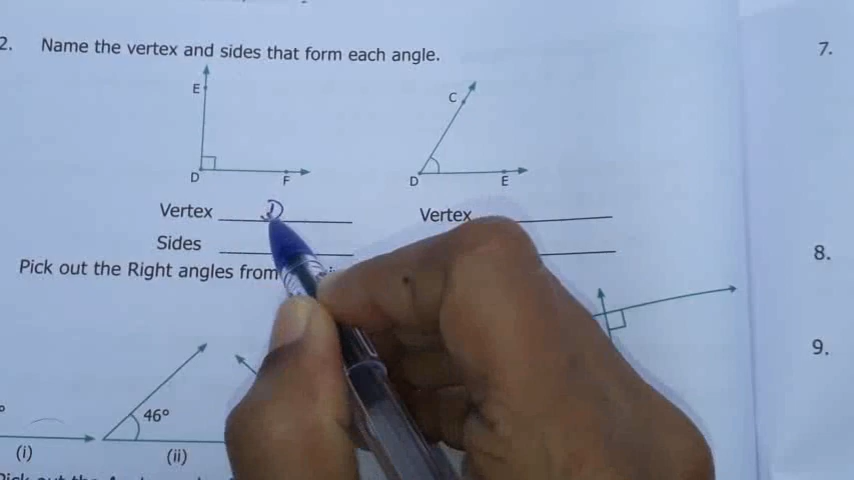 2. Name the vertex and sides that form each angle.
7.
E
C
D
F
D
E
Vertex D
Vertex
Sides
8.
Pick out the Right angles from
9.
46°
(i)
(ii)